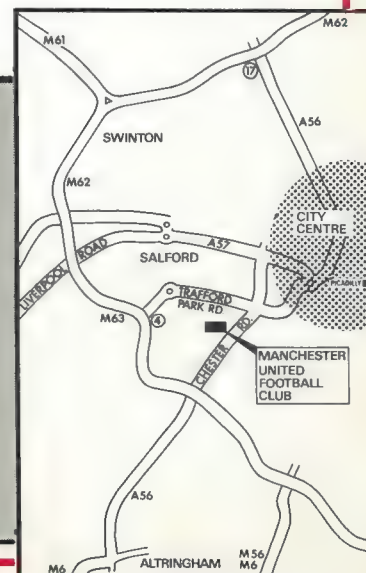 M61
M62
17
A56
SWINTON
M62
CITY
CENTRE
LIVERPOOL ROAD
A57
SALFORD
PICADILLY
TRAFFORD
PARK RD
M63
4
CHESTER RD
MANCHESTER
UNITED
FOOTBALL
CLUB
A56
M6
ALTRINGHAM
M56
M6